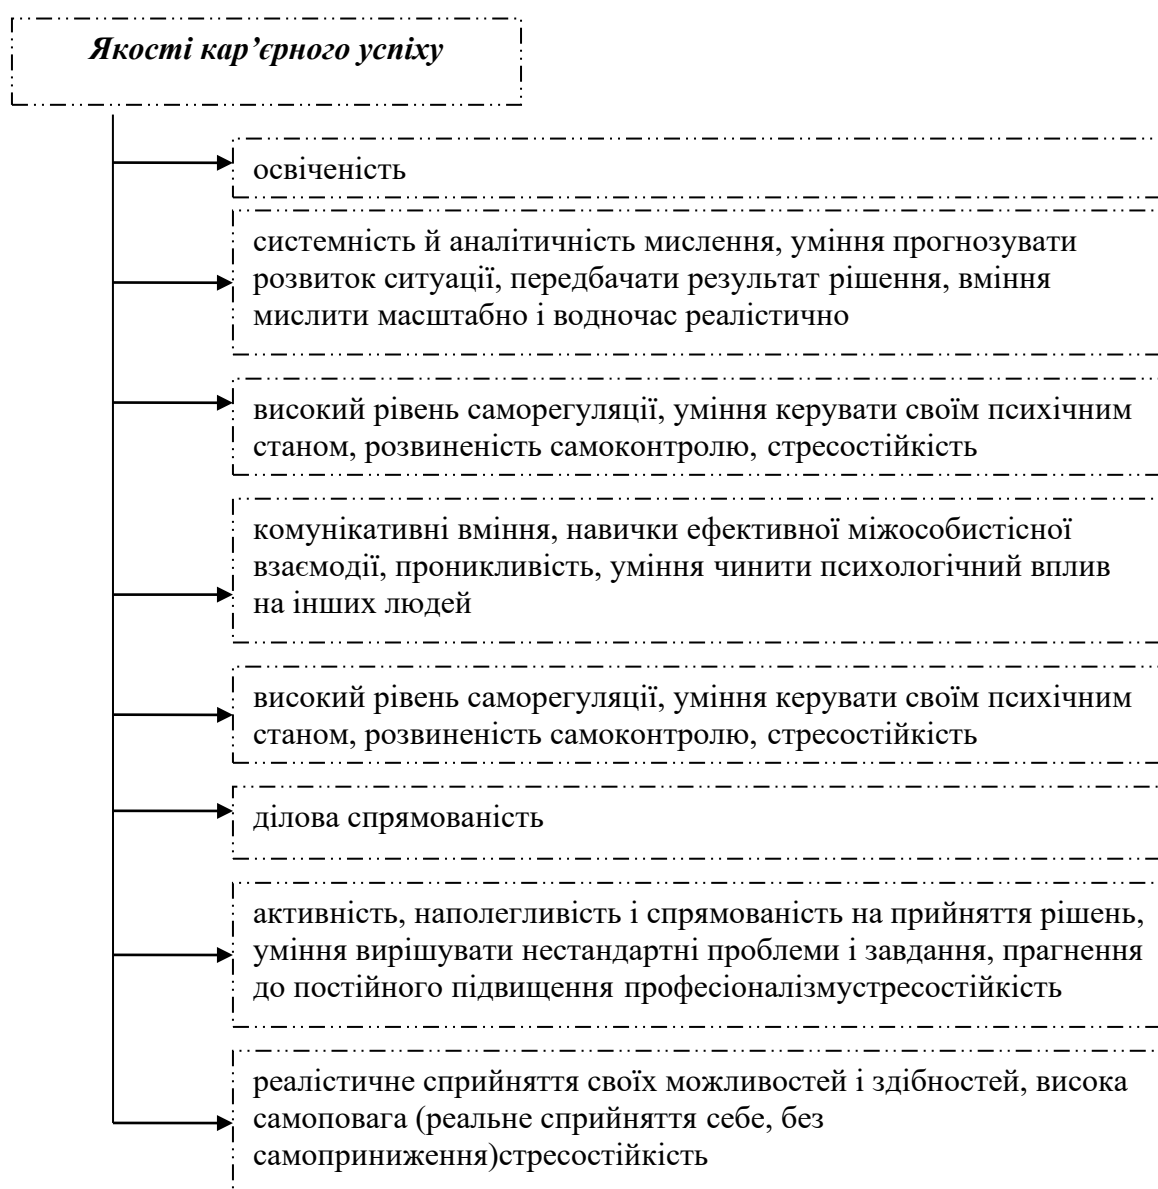 Якості кар’єрного успіху
освіченість
системність й аналітичність мислення, уміння прогнозувати
розвиток ситуації, передбачати результат рішення, вміння
мислити масштабно і водночас реалістично
високий рівень саморегуляції, уміння керувати своїм психічним
станом, розвиненість самоконтролю, стресостійкість
комунікативні вміння, навички ефективної міжособистісної
взаємодії, проникливість, уміння чинити психологічний вплив
на інших людей
високий рівень саморегуляції, уміння керувати своїм психічним
станом, розвиненість самоконтролю, стресостійкість
ділова спрямованість
активність, наполегливість і спрямованість на прийняття рішень,
уміння вирішувати нестандартні проблеми і завдання, прагнення
до постійного підвищення професіоналізмустресостійкість
реалістичне сприйняття своїх можливостей і здібностей, висока
самоповага (реальне сприйняття себе, без
самоприниження)стресостійкість